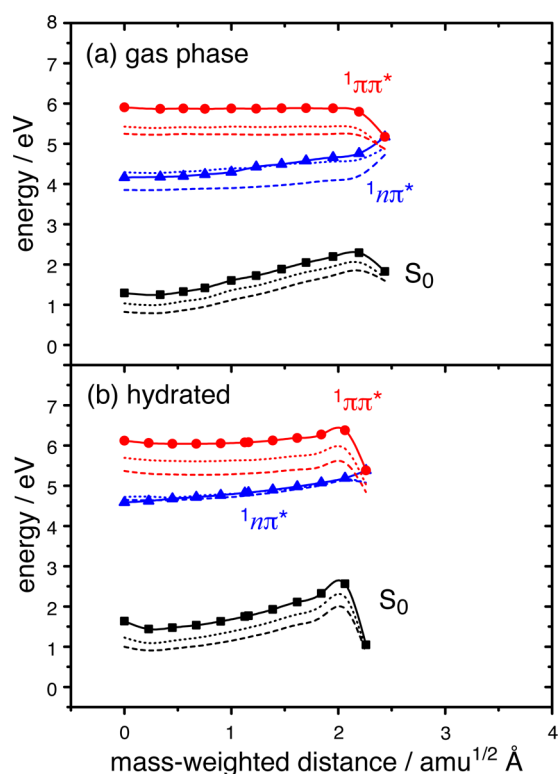 8
(a) gas phase
7
¹ππ*
6
5
energy / eV
4
¹nπ*
3
2
S₀
1
0
(b) hydrated
7
¹ππ*
6
5
energy / eV
4
¹nπ*
3
S₀
2
1
0
0 1 2 3 4
mass-weighted distance / amu¹/² Å